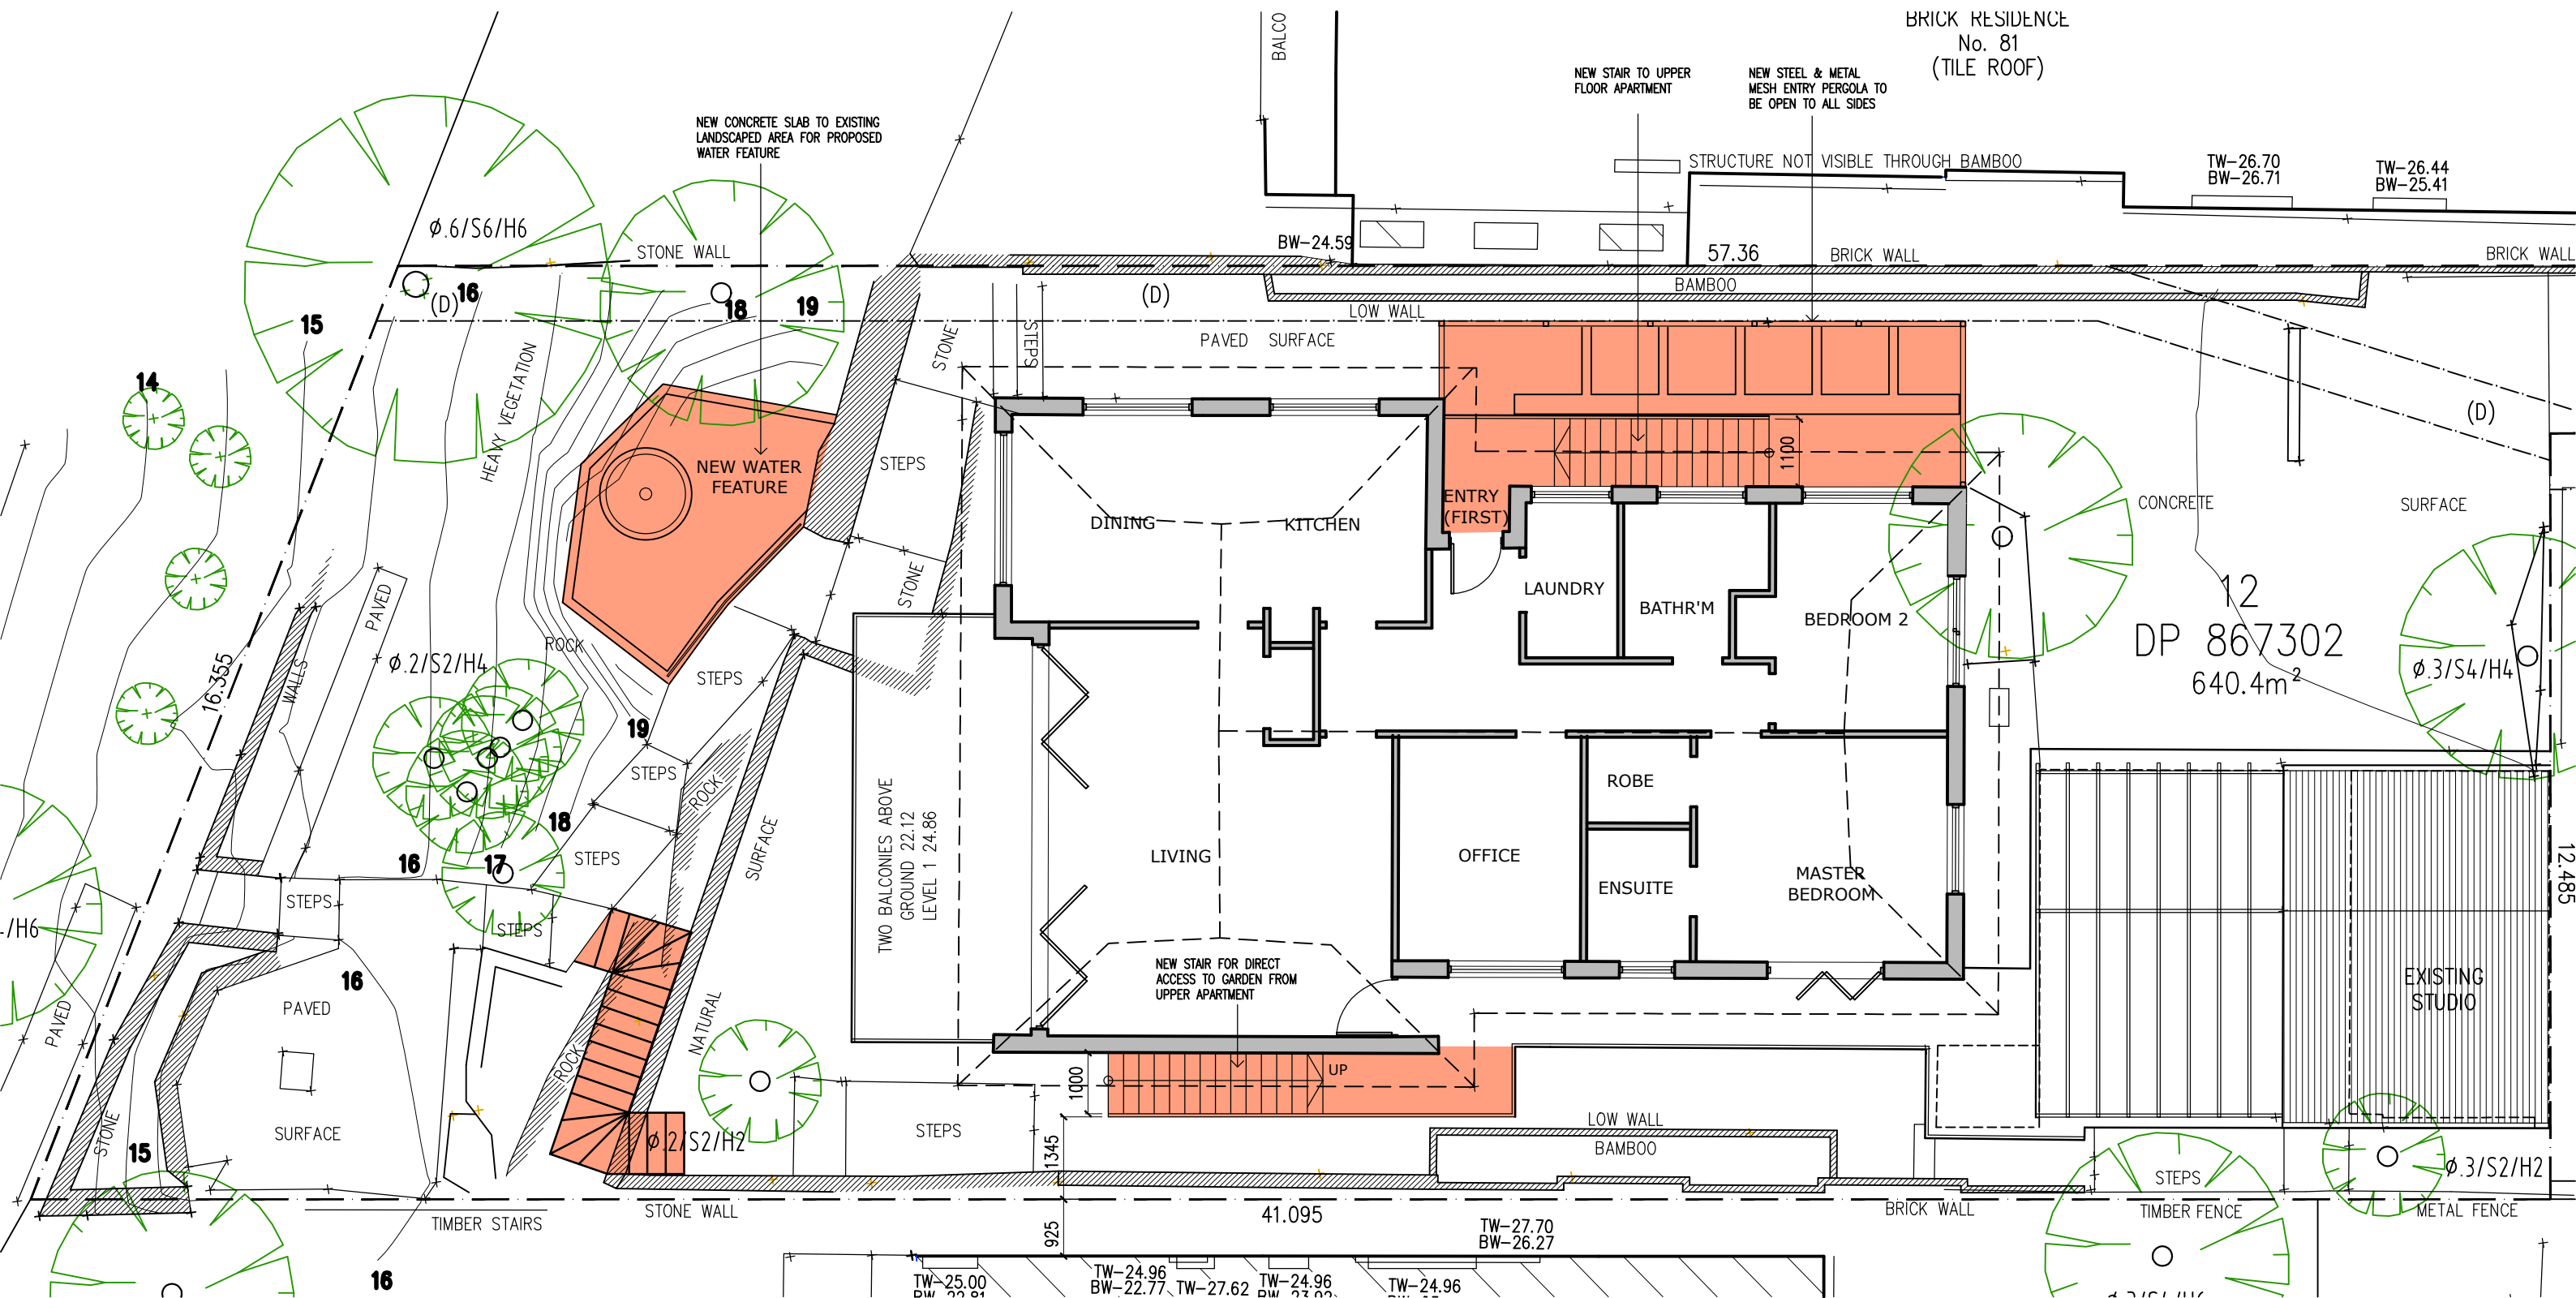 BRICK RESIDENCE
No. 81
(TILE ROOF)
BALCO
NEW STAIR TO UPPER
FLOOR APARTMENT
NEW STEEL & METAL
MESH ENTRY PERGOLA TO
BE OPEN TO ALL SIDES
NEW CONCRETE SLAB TO EXISTING
LANDSCAPED AREA FOR PROPOSED
WATER FEATURE
STRUCTURE NOT VISIBLE THROUGH BAMBOO
TW-26.70
BW-26.71
TW-26.44
BW-25.41
ø.6/S6/H6
STONE WALL
BW-24.59
57.36
BRICK WALL
BRICK WALL
BAMBOO
(D)
16
(D)
18
19
15
LOW WALL
STONE
STEPS
PAVED SURFACE
14
HEAVY VEGETATION
(D)
STEPS
1100
NEW WATER
FEATURE
ENTRY
(FIRST)
DINING
KITCHEN
CONCRETE
SURFACE
STONE
LAUNDRY
BATHR'M
BEDROOM 2
12
DP 867302
640.4m²
PAVED
ROCK
ø.2/S2/H4
WALLS
16.355
STEPS
ø.3/S4/H4
19
STEPS
ROCK
ROBE
TWO BALCONIES ABOVE
GROUND 22.12
LEVEL 1 24.86
18
SURFACE
16
17
STEPS
LIVING
OFFICE
ENSUITE
MASTER
BEDROOM
12.485
STEPS
STEPS
-/H6
16
EXISTING
STUDIO
NEW STAIR FOR DIRECT
ACCESS TO GARDEN FROM
UPPER APARTMENT
PAVED
PAVED
NATURAL
ROCK
UP
1000
STONE
SURFACE
15
ø.2/S2/H2
STEPS
1345
LOW WALL
BAMBOO
STEPS
ø.3/S2/H2
TIMBER STAIRS
STONE WALL
41.095
925
TW-27.70
BW-26.27
BRICK WALL
TIMBER FENCE
METAL FENCE
16
TW-25.00
TW-24.96
BW-22.77
TW-27.62
TW-24.96
TW-24.96